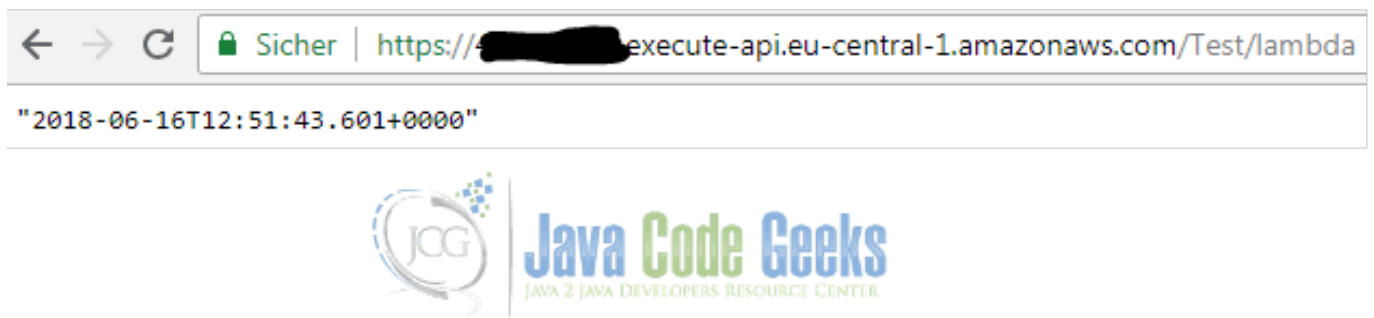 Sicher | https://execute-api.eu-central-1.amazonaws.com/Test/lambda
"2018-06-16T12:51:43.601+0000"
JCG
Java Code Geeks
JAVA 2 JAVA DEVELOPERS RESOURCE CENTER